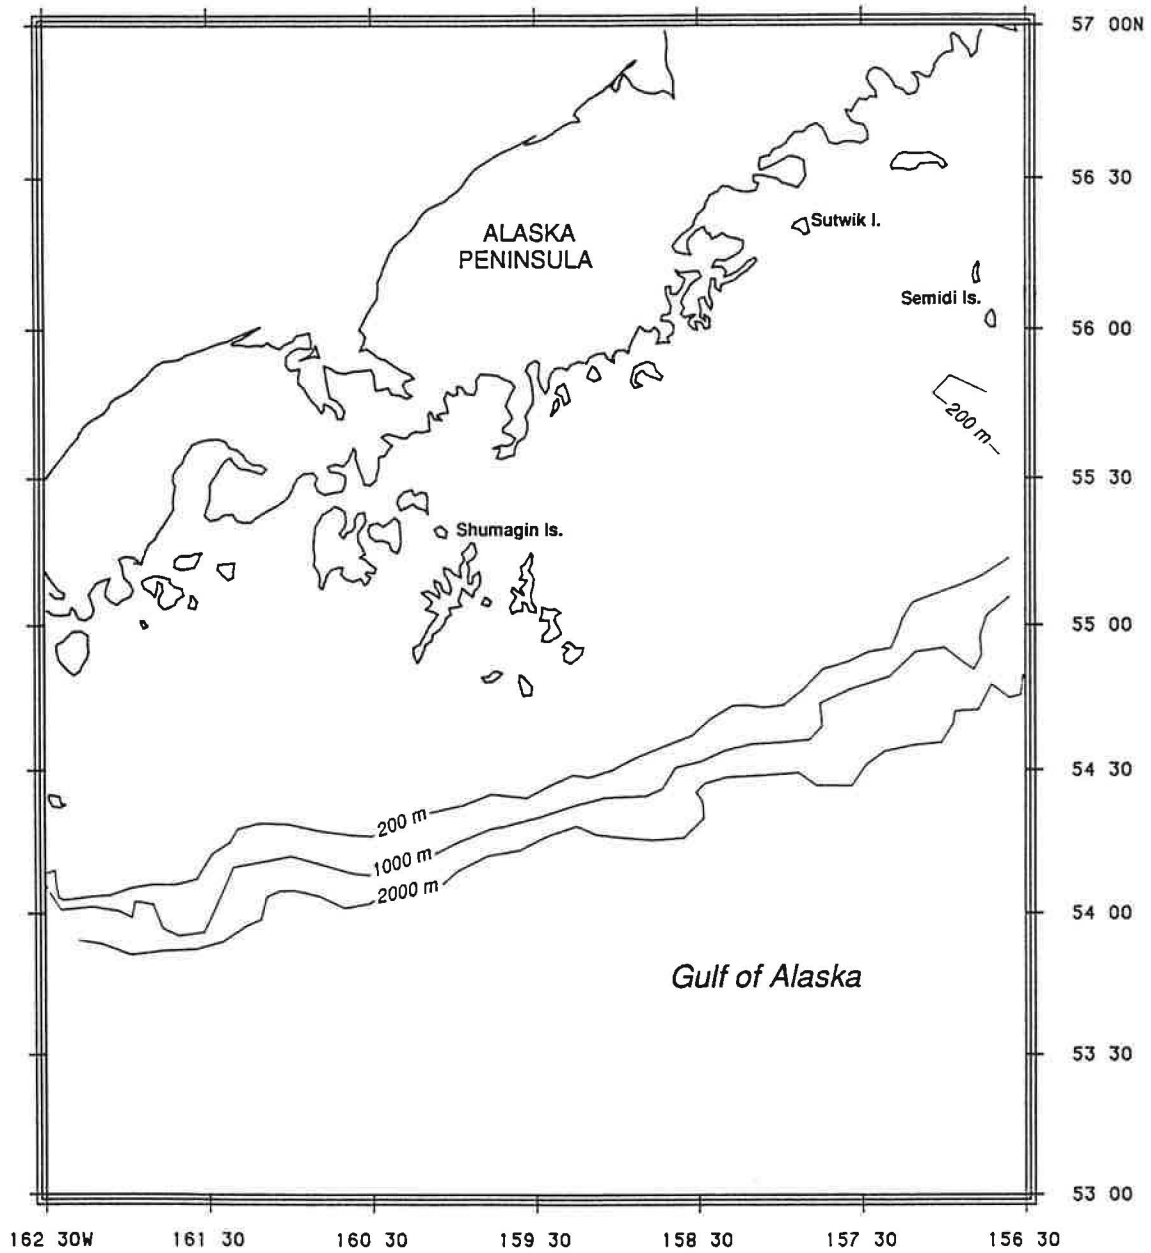 57 00N
56 30
ALASKA
PENINSULA
Sutwik I.
Semidi Is.
56 00
200 m
55 30
Shumagin Is.
55 00
54 30
200 m
1000 m
2000 m
54 00
Gulf of Alaska
53 30
53 00
162 30W 161 30 160 30 159 30 158 30 157 30 156 30